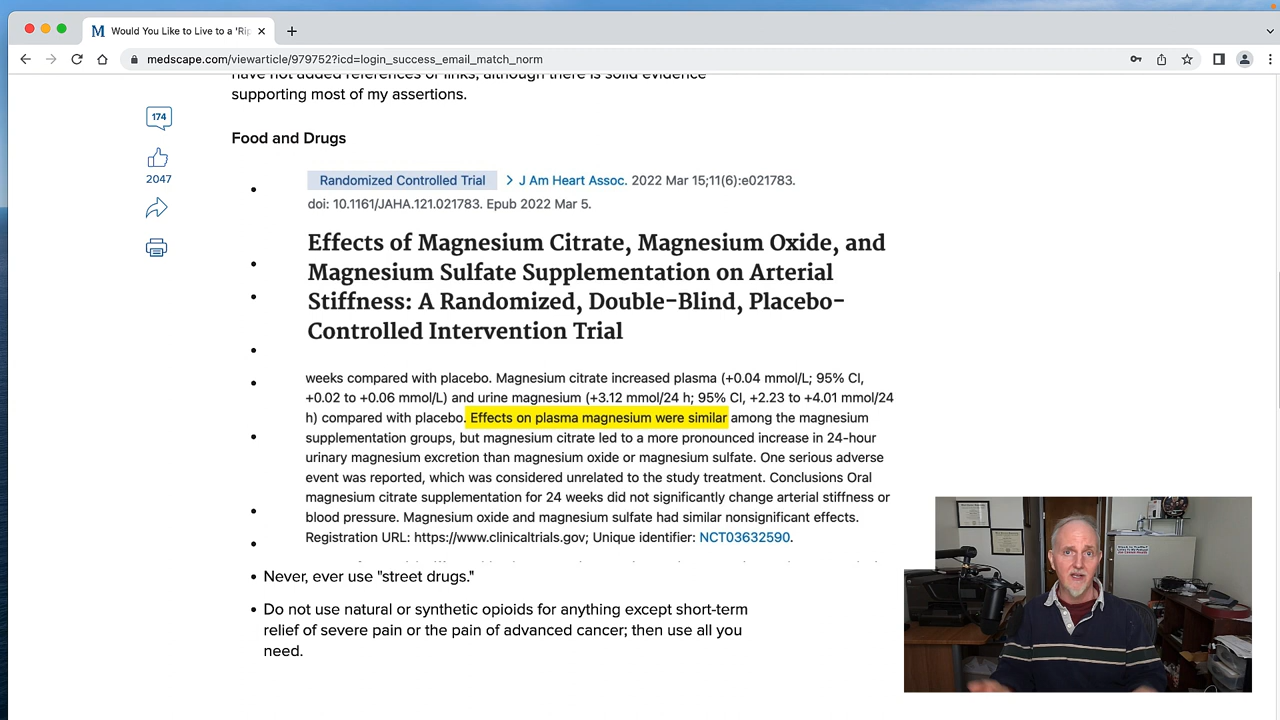 Would You Like to Live to a 'Rip
medscape.com/viewarticle/979752?icd=login_success_email_match_norm
have not added references or links, although there is solid evidence
supporting most of my assertions.
174
2047
Food and Drugs
Randomized Controlled Trial > J Am Heart Assoc. 2022 Mar 15;11(6):e021783.
doi: 10.1161/JAHA.121.021783. Epub 2022 Mar 5.
Effects of Magnesium Citrate, Magnesium Oxide, and
Magnesium Sulfate Supplementation on Arterial
Stiffness: A Randomized, Double-Blind, Placebo-
Controlled Intervention Trial
weeks compared with placebo. Magnesium citrate increased plasma (+0.04 mmol/L; 95% CI,
+0.02 to +0.06 mmol/L) and urine magnesium (+3.12 mmol/24 h; 95% CI, +2.23 to +4.01 mmol/24
h) compared with placebo. Effects on plasma magnesium were similar among the magnesium
supplementation groups, but magnesium citrate led to a more pronounced increase in 24-hour
urinary magnesium excretion than magnesium oxide or magnesium sulfate. One serious adverse
event was reported, which was considered unrelated to the study treatment. Conclusions Oral
magnesium citrate supplementation for 24 weeks did not significantly change arterial stiffness or
blood pressure. Magnesium oxide and magnesium sulfate had similar nonsignificant effects.
Registration URL: https://www.clinicaltrials.gov; Unique identifier: NCT03632590.
• Never, ever use "street drugs."
• Do not use natural or synthetic opioids for anything except short-term
relief of severe pain or the pain of advanced cancer; then use all you
need.